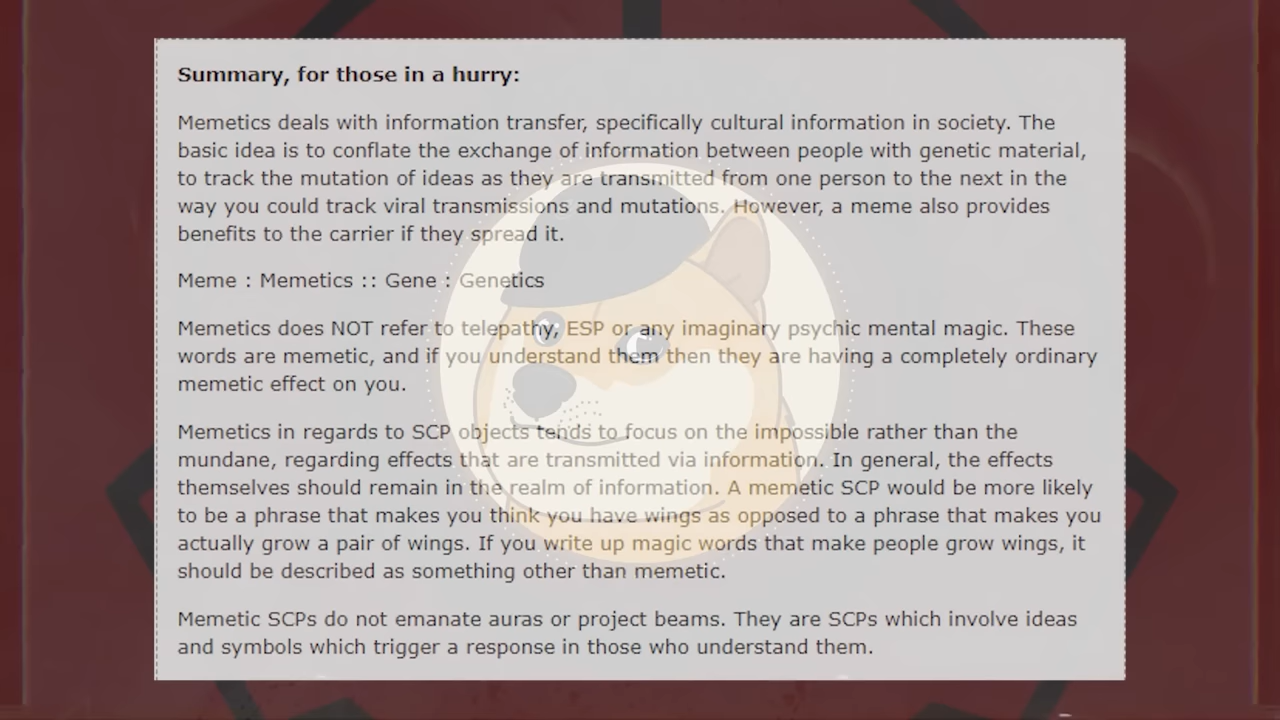 Summary, for those in a hurry:
Memetics deals with information transfer, specifically cultural information in society. The
basic idea is to conflate the exchange of information between people with genetic material,
to track the mutation of ideas as they are transmitted from one person to the next in the
way you could track viral transmissions and mutations. However, a meme also provides
benefits to the carrier if they spread it.
Meme : Memetics :: Gene : Genetics
Memetics does NOT refer to telepathy, ESP or any imaginary psychic mental magic. These
words are memetic, and if you understand them then they are having a completely ordinary
memetic effect on you.
Memetics in regards to SCP objects tends to focus on the impossible rather than the
mundane, regarding effects that are transmitted via information. In general, the effects
themselves should remain in the realm of information. A memetic SCP would be more likely
to be a phrase that makes you think you have wings as opposed to a phrase that makes you
actually grow a pair of wings. If you write up magic words that make people grow wings, it
should be described as something other than memetic.
Memetic SCPs do not emanate auras or project beams. They are SCPs which involve ideas
and symbols which trigger a response in those who understand them.